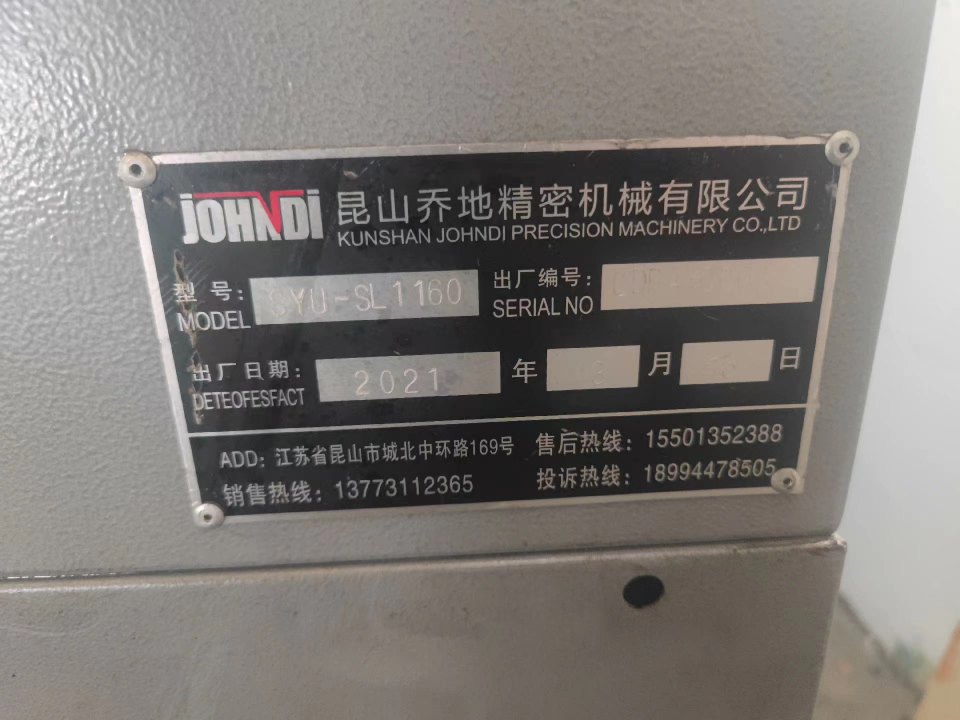 JOHNDI 昆山乔地精密机械有限公司
KUNSHAN JOHNDI PRECISION MACHINERY CO.,LTD
型号: SYU-SL1160 出厂编号:
MODEL SERIAL NO
出厂日期: 2021 年 3 月 日
DETEOFESFACT
ADD: 江苏省昆山市城北中环路169号 售后热线: 15501352388
销售热线: 13773112365 投诉热线: 18994478505